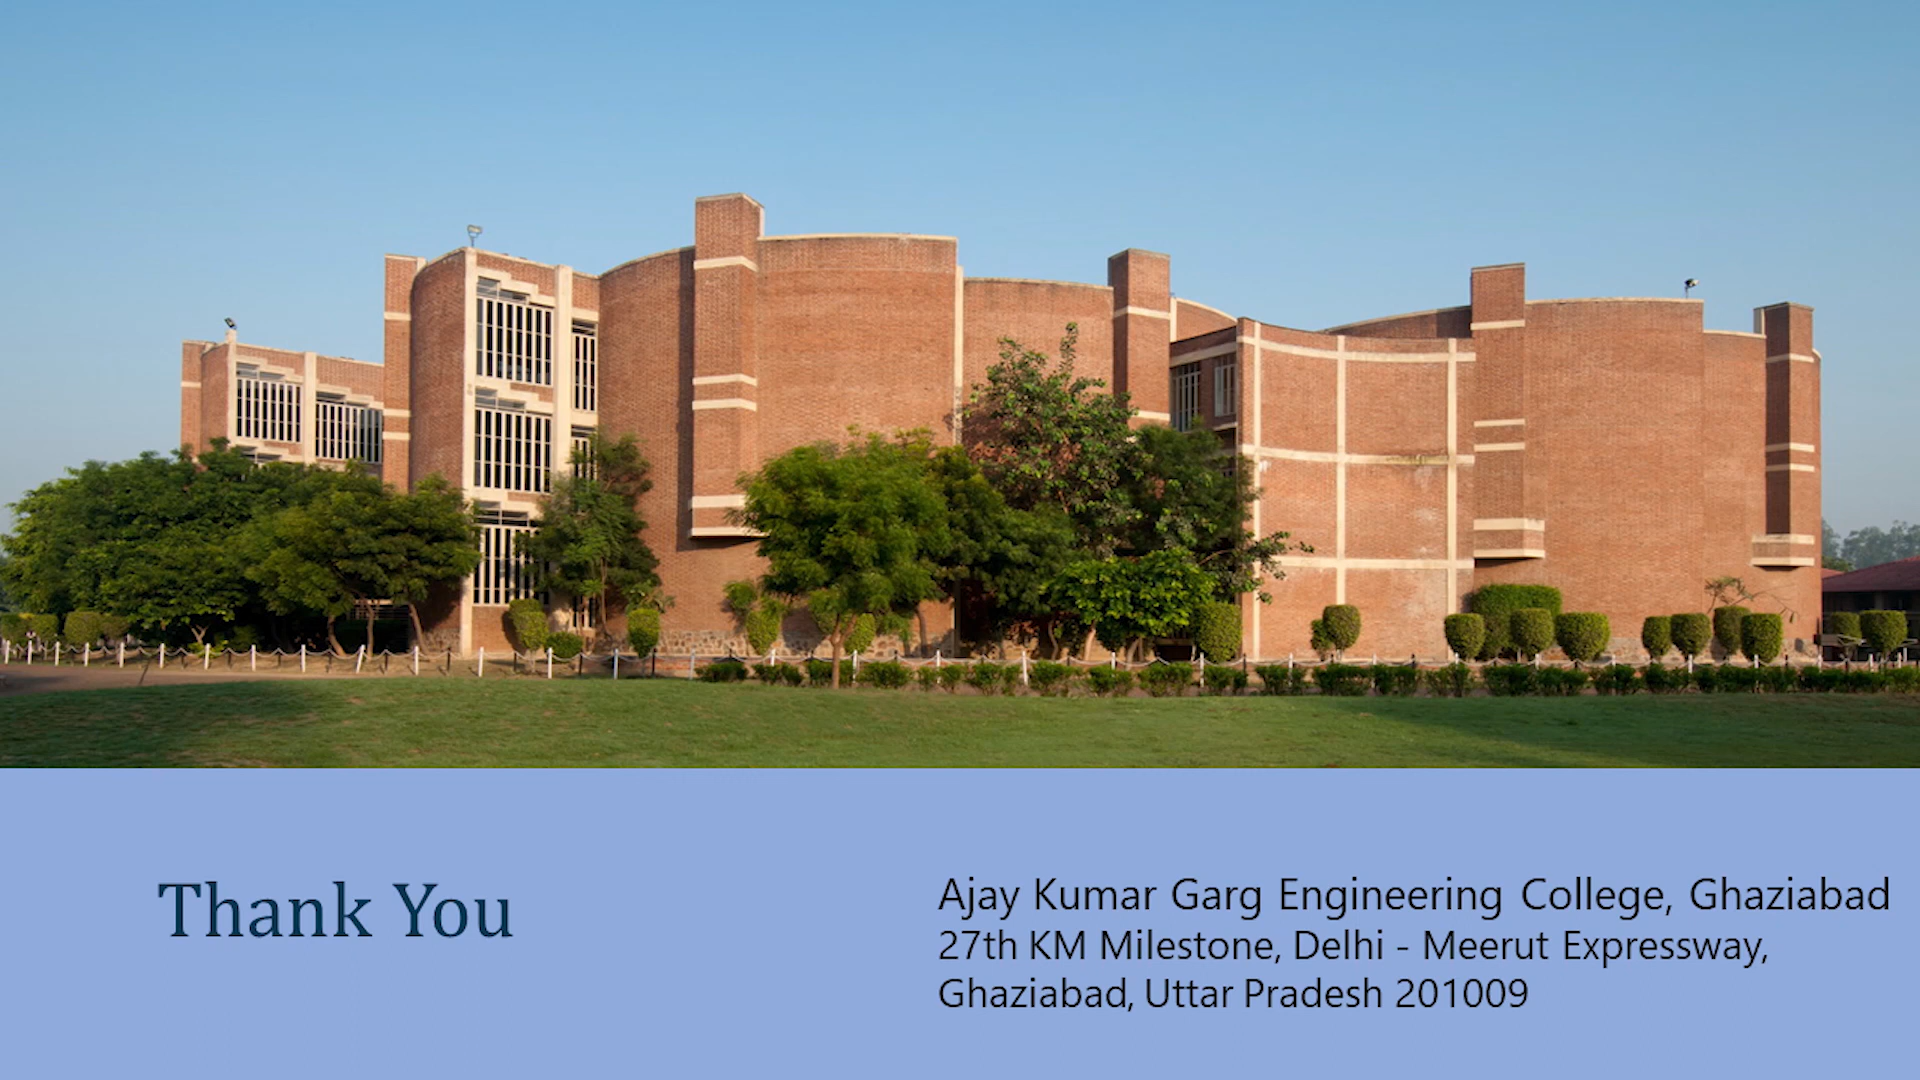 Thank You
Ajay Kumar Garg Engineering College, Ghaziabad
27th KM Milestone, Delhi - Meerut Expressway,
Ghaziabad, Uttar Pradesh 201009